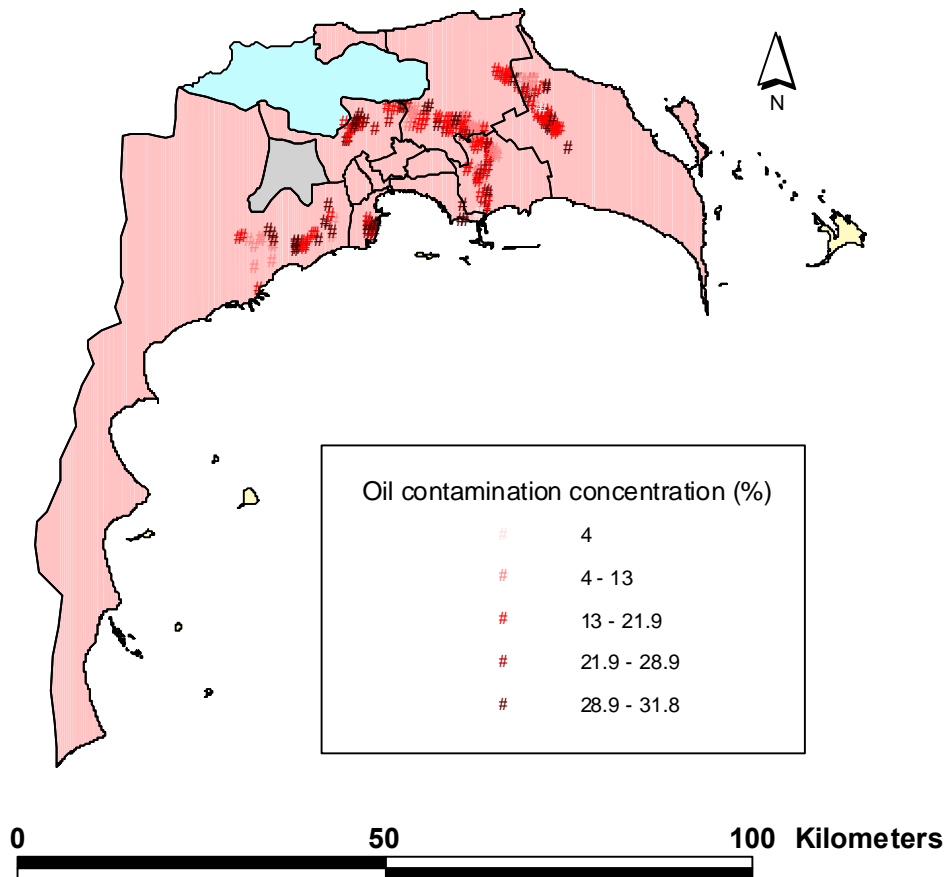 N
Oil contamination concentration (%)
# 4
# 4 - 13
# 13 - 21.9
# 21.9 - 28.9
# 28.9 - 31.8
0 50 100 Kilometers